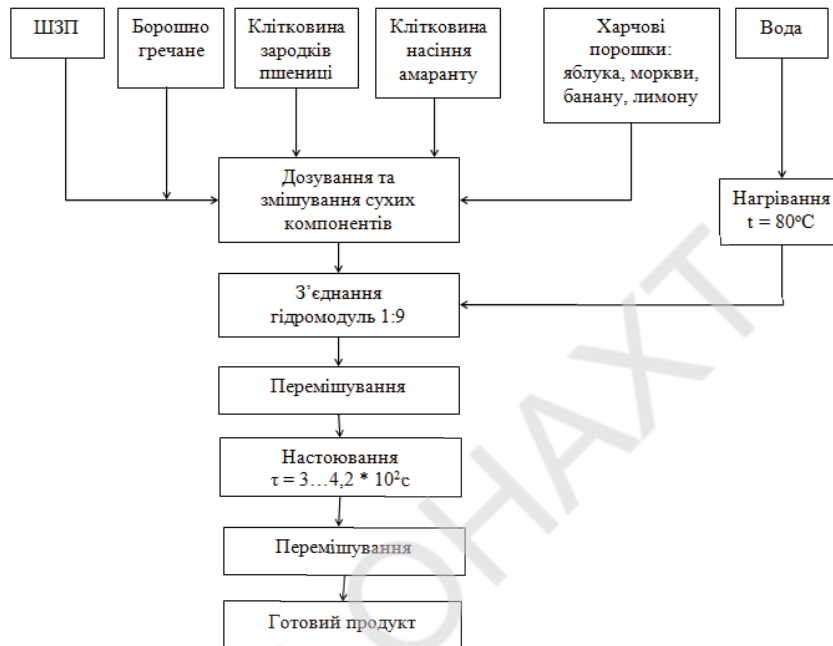 ШЗП
Борошно
гречане
Клітковина
зародків
пшениці
Клітковина
насіння
амаранту
Харчові
порошки:
яблука, моркви,
банану, лимону
Вода
Дозування та
змішування сухих
компонентів
Нагрівання
t = 80°С
З’єднання
гідромодуль 1:9
Перемішування
Настоювання
τ = 3…4,2 * 10²с
Перемішування
Готовий продукт
ОНАХТ